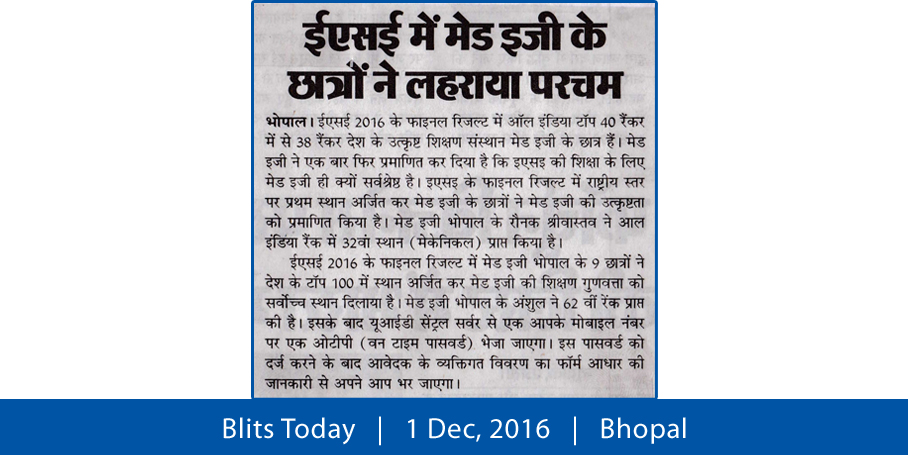 ईएसई में मेड इजी के
छात्रों ने लहराया परचम
भोपाल। ईएसई 2016 के फाइनल रिजल्ट में ऑल इंडिया टॉप 40 रैंकर
में से 38 रैंकर देश के उत्कृष्ट शिक्षण संस्थान मेड इजी के छात्र हैं। मेड
इजी ने एक बार फिर प्रमाणित कर दिया है कि इएसइ की शिक्षा के लिए
मेड इजी ही क्यों सर्वश्रेष्ठ है। इएसइ के फाइनल रिजल्ट में राष्ट्रीय स्तर
पर प्रथम स्थान अर्जित कर मेड इजी के छात्रों ने मेड इजी की उत्कृष्टता
को प्रमाणित किया है। मेड इजी भोपाल के रौनक श्रीवास्तव ने आल
इंडिया रैंक में 32वां स्थान (मेकेनिकल) प्राप्त किया है।
ईएसई 2016 के फाइनल रिजल्ट में मेड इजी भोपाल के 9 छात्रों ने
देश के टॉप 100 में स्थान अर्जित कर मेड इजी की शिक्षण गुणवत्ता को
सर्वोच्च स्थान दिलाया है। मेड इजी भोपाल के अंशुल ने 62 वीं रेंक प्राप्त
की है। इसके बाद यूआईडी सेंट्रल सर्वर से एक आपके मोबाइल नंबर
पर एक ओटीपी (वन टाइम पासवर्ड) भेजा जाएगा। इस पासवर्ड को
दर्ज करने के बाद आवेदक के व्यक्तिगत विवरण का फॉर्म आधार की
जानकारी से अपने आप भर जाएगा।
Blits Today | 1 Dec, 2016 | Bhopal